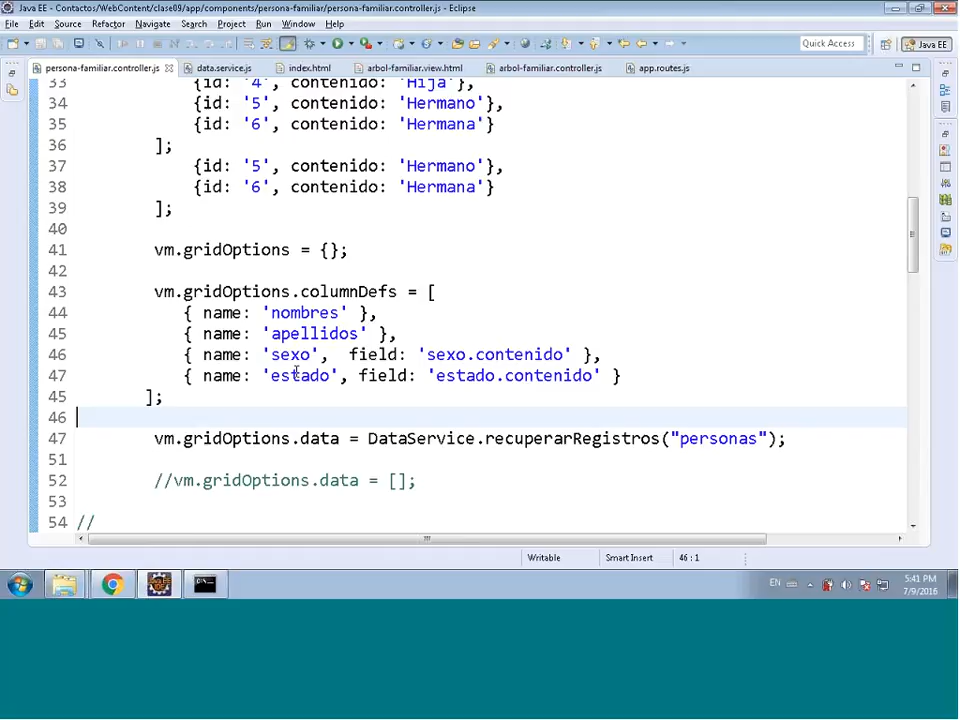 Java EE - Contactos/WebContent/clase09/app/components/persona-familiar/persona-familiar.controller.js - Eclipse
File Edit Source Refactor Navigate Search Project Run Window Help
Quick Access
Java EE
persona-familiar.controller.js data.service.js index.html arbol-familiar.view.html arbol-familiar.controller.js app.routes.js
33 {id: '4', contenido: 'Hija'},
34 {id: '5', contenido: 'Hermano'},
35 {id: '6', contenido: 'Hermana'}
36 ];
37 {id: '5', contenido: 'Hermano'},
38 {id: '6', contenido: 'Hermana'}
39 ];
40
41 vm.gridOptions = {};
42
43 vm.gridOptions.columnDefs = [
44 { name: 'nombres' },
45 { name: 'apellidos' },
46 { name: 'sexo', field: 'sexo.contenido' },
47 { name: 'estado', field: 'estado.contenido' }
45 ];
46
47 vm.gridOptions.data = DataService.recuperarRegistros("personas");
51
52 //vm.gridOptions.data = [];
53
54 //
Writable Smart Insert 46 : 1
EN
5:41 PM
7/9/2016